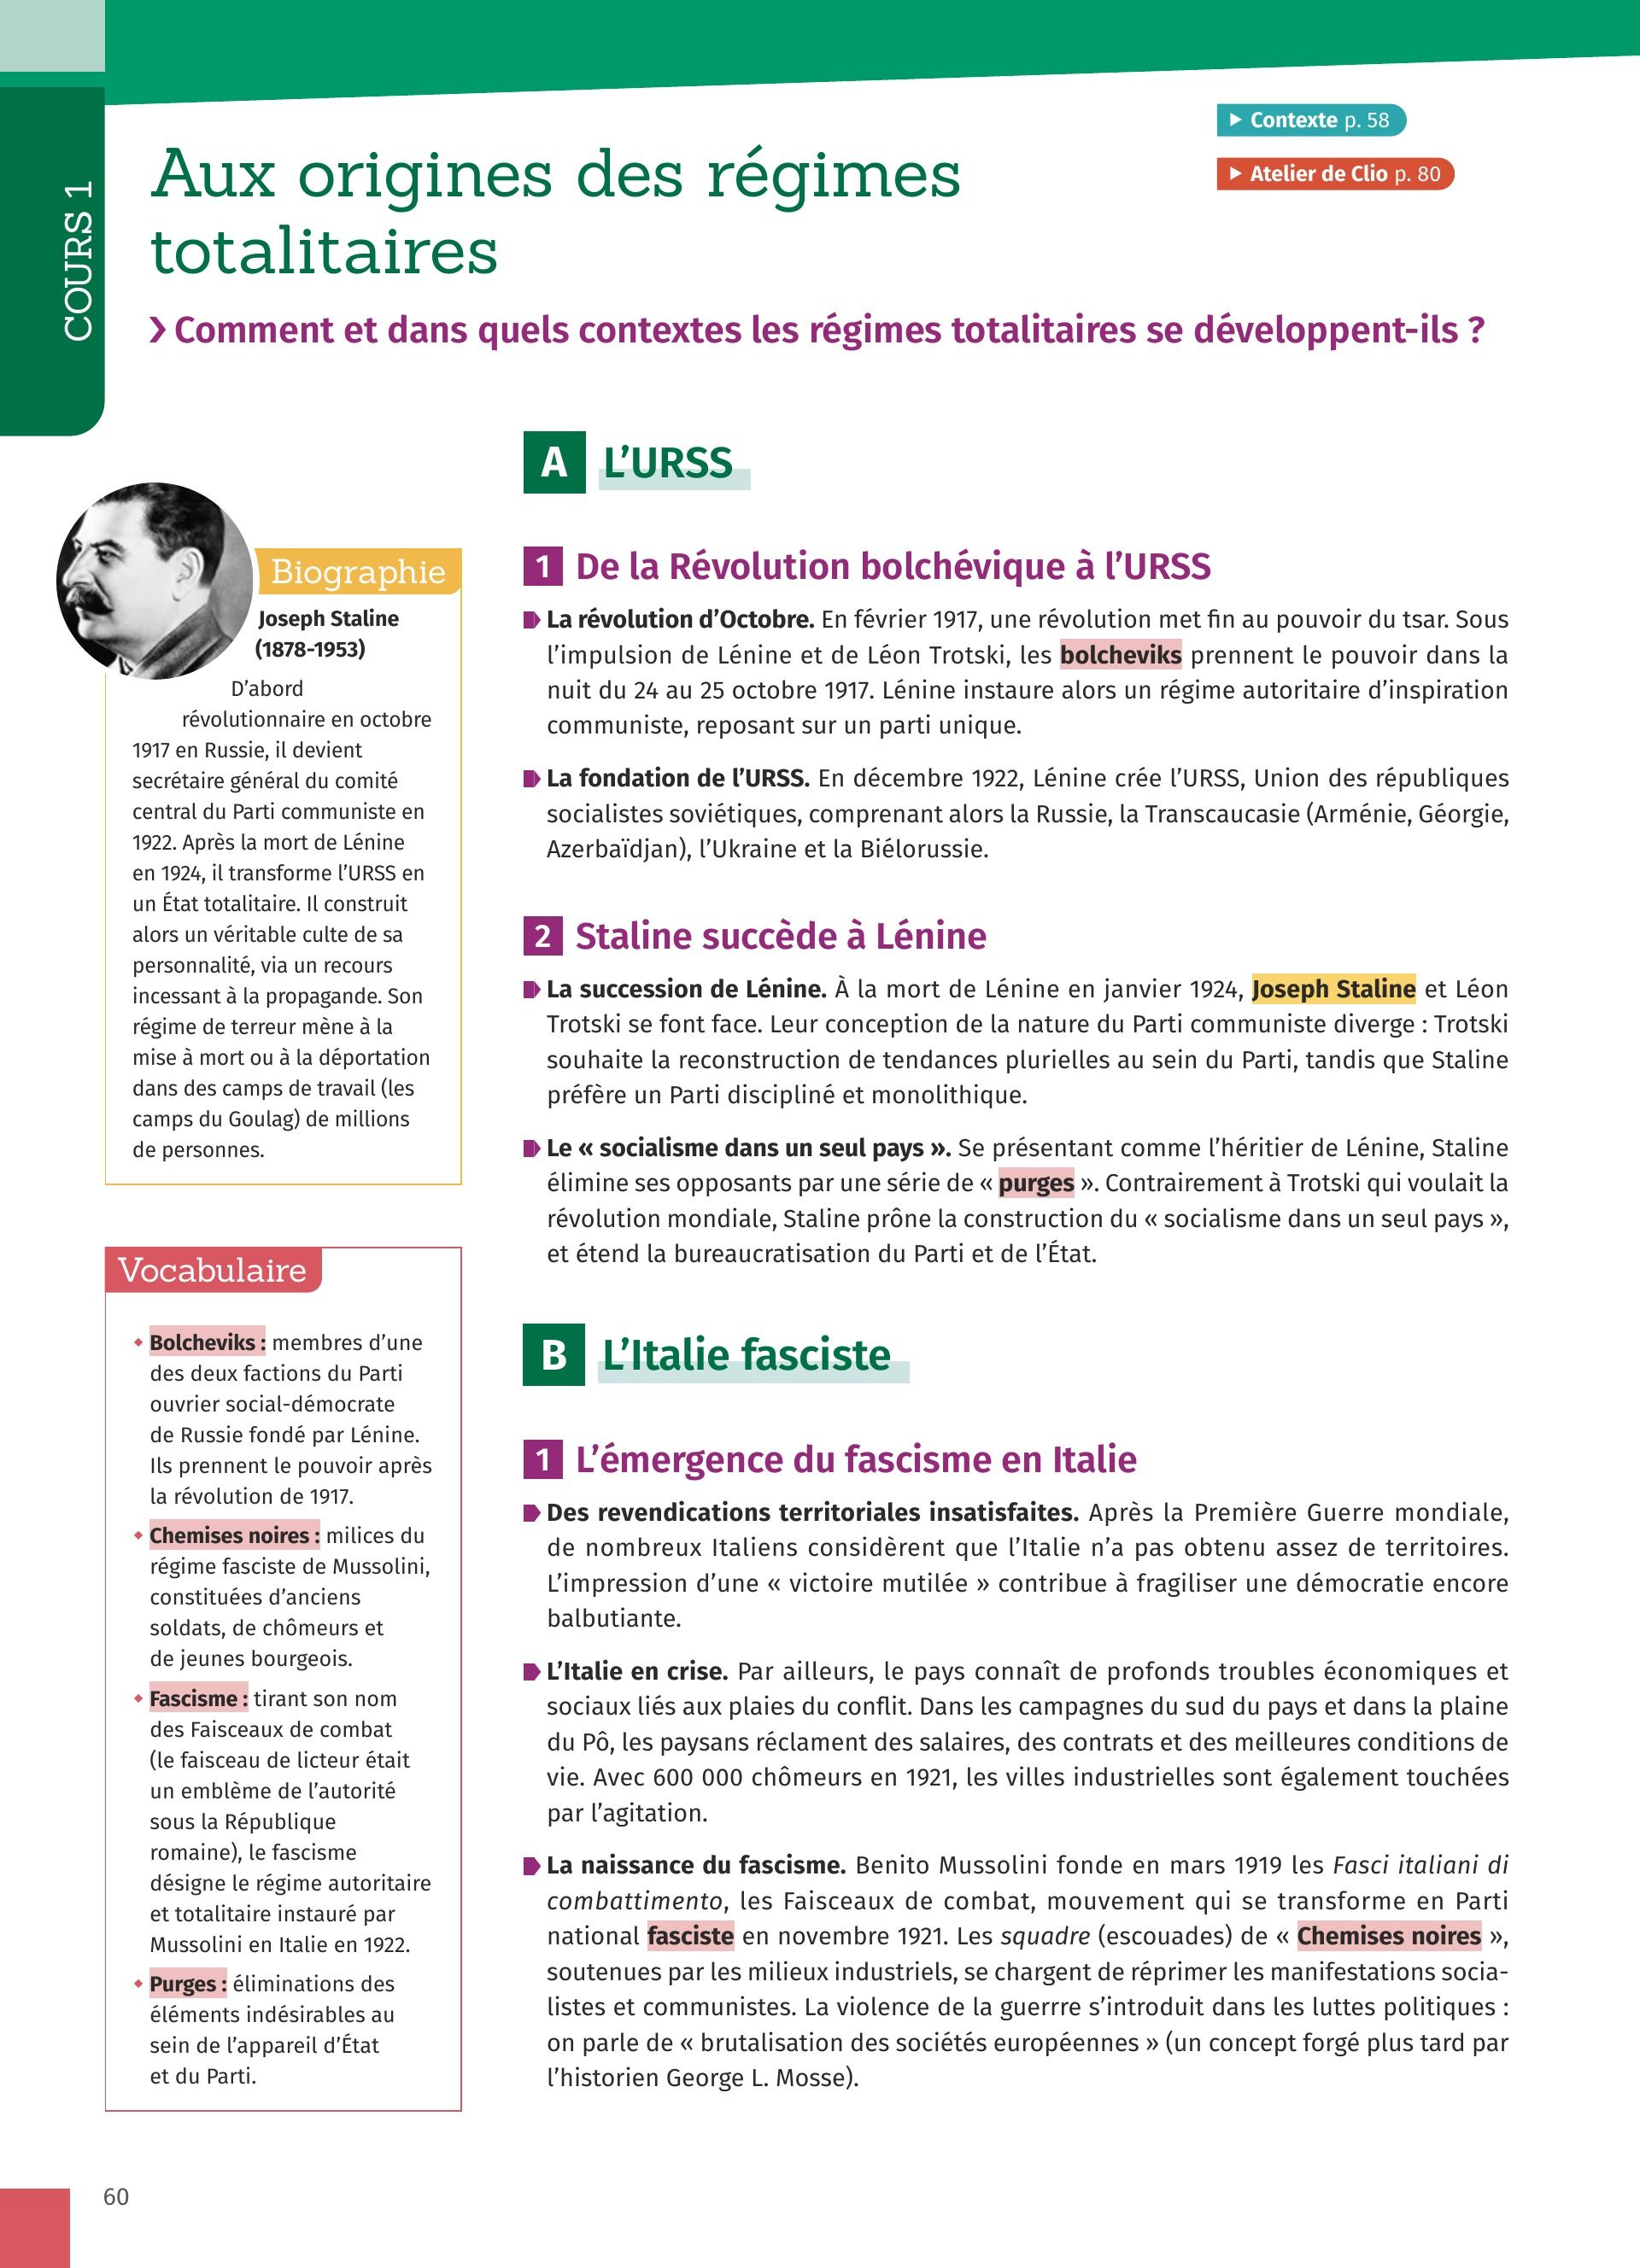 COURS 1
Contexte p. 58
Atelier de Clio p. 80
Aux origines des régimes
totalitaires
Comment et dans quels contextes les régimes totalitaires se développent-ils ?
Biographie
Joseph Staline
(1878-1953)
D’abord
révolutionnaire en octobre
1917 en Russie, il devient
secrétaire général du comité
central du Parti communiste en
1922. Après la mort de Lénine
en 1924, il transforme l’URSS en
un État totalitaire. Il construit
alors un véritable culte de sa
personnalité, via un recours
incessant à la propagande. Son
régime de terreur mène à la
mise à mort ou à la déportation
dans des camps de travail (les
camps du Goulag) de millions
de personnes.
Vocabulaire
Bolcheviks : membres d’une
des deux factions du Parti
ouvrier social-démocrate
de Russie fondé par Lénine.
Ils prennent le pouvoir après
la révolution de 1917.
Chemises noires : milices du
régime fasciste de Mussolini,
constituées d’anciens
soldats, de chômeurs et
de jeunes bourgeois.
Fascisme : tirant son nom
des Faisceaux de combat
(le faisceau de licteur était
un emblème de l’autorité
sous la République
romaine), le fascisme
désigne le régime autoritaire
et totalitaire instauré par
Mussolini en Italie en 1922.
Purges : éliminations des
éléments indésirables au
sein de l’appareil d’État
et du Parti.
A L’URSS
1 De la Révolution bolchévique à l’URSS
La révolution d’Octobre. En février 1917, une révolution met fin au pouvoir du tsar. Sous
l’impulsion de Lénine et de Léon Trotski, les bolcheviks prennent le pouvoir dans la
nuit du 24 au 25 octobre 1917. Lénine instaure alors un régime autoritaire d’inspiration
communiste, reposant sur un parti unique.
La fondation de l’URSS. En décembre 1922, Lénine crée l’URSS, Union des républiques
socialistes soviétiques, comprenant alors la Russie, la Transcaucasie (Arménie, Géorgie,
Azerbaïdjan), l’Ukraine et la Biélorussie.
2 Staline succède à Lénine
La succession de Lénine. À la mort de Lénine en janvier 1924, Joseph Staline et Léon
Trotski se font face. Leur conception de la nature du Parti communiste diverge : Trotski
souhaite la reconstruction de tendances plurielles au sein du Parti, tandis que Staline
préfère un Parti discipliné et monolithique.
Le « socialisme dans un seul pays ». Se présentant comme l’héritier de Lénine, Staline
élimine ses opposants par une série de « purges ». Contrairement à Trotski qui voulait la
révolution mondiale, Staline prône la construction du « socialisme dans un seul pays »,
et étend la bureaucratisation du Parti et de l’État.
B L’Italie fasciste
1 L’émergence du fascisme en Italie
Des revendications territoriales insatisfaites. Après la Première Guerre mondiale,
de nombreux Italiens considèrent que l’Italie n’a pas obtenu assez de territoires.
L’impression d’une « victoire mutilée » contribue à fragiliser une démocratie encore
balbutiante.
L’Italie en crise. Par ailleurs, le pays connaît de profonds troubles économiques et
sociaux liés aux plaies du conflit. Dans les campagnes du sud du pays et dans la plaine
du Pô, les paysans réclament des salaires, des contrats et des meilleures conditions de
vie. Avec 600 000 chômeurs en 1921, les villes industrielles sont également touchées
par l’agitation.
La naissance du fascisme. Benito Mussolini fonde en mars 1919 les Fasci italiani di
combattimento, les Faisceaux de combat, mouvement qui se transforme en Parti
national fasciste en novembre 1921. Les squadre (escouades) de « Chemises noires »,
soutenues par les milieux industriels, se chargent de réprimer les manifestations socia-
listes et communistes. La violence de la guerrre s’introduit dans les luttes politiques :
on parle de « brutalisation des sociétés européennes » (un concept forgé plus tard par
l’historien George L. Mosse).
60